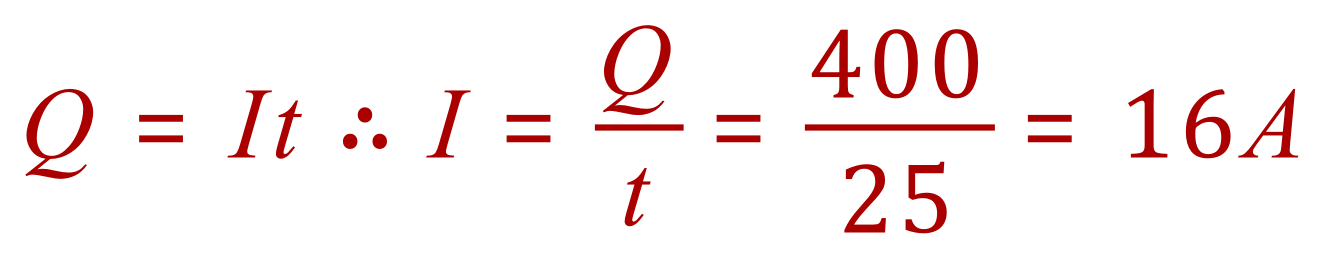 Q = It ∴ I = Q/t = 400/25 = 16A